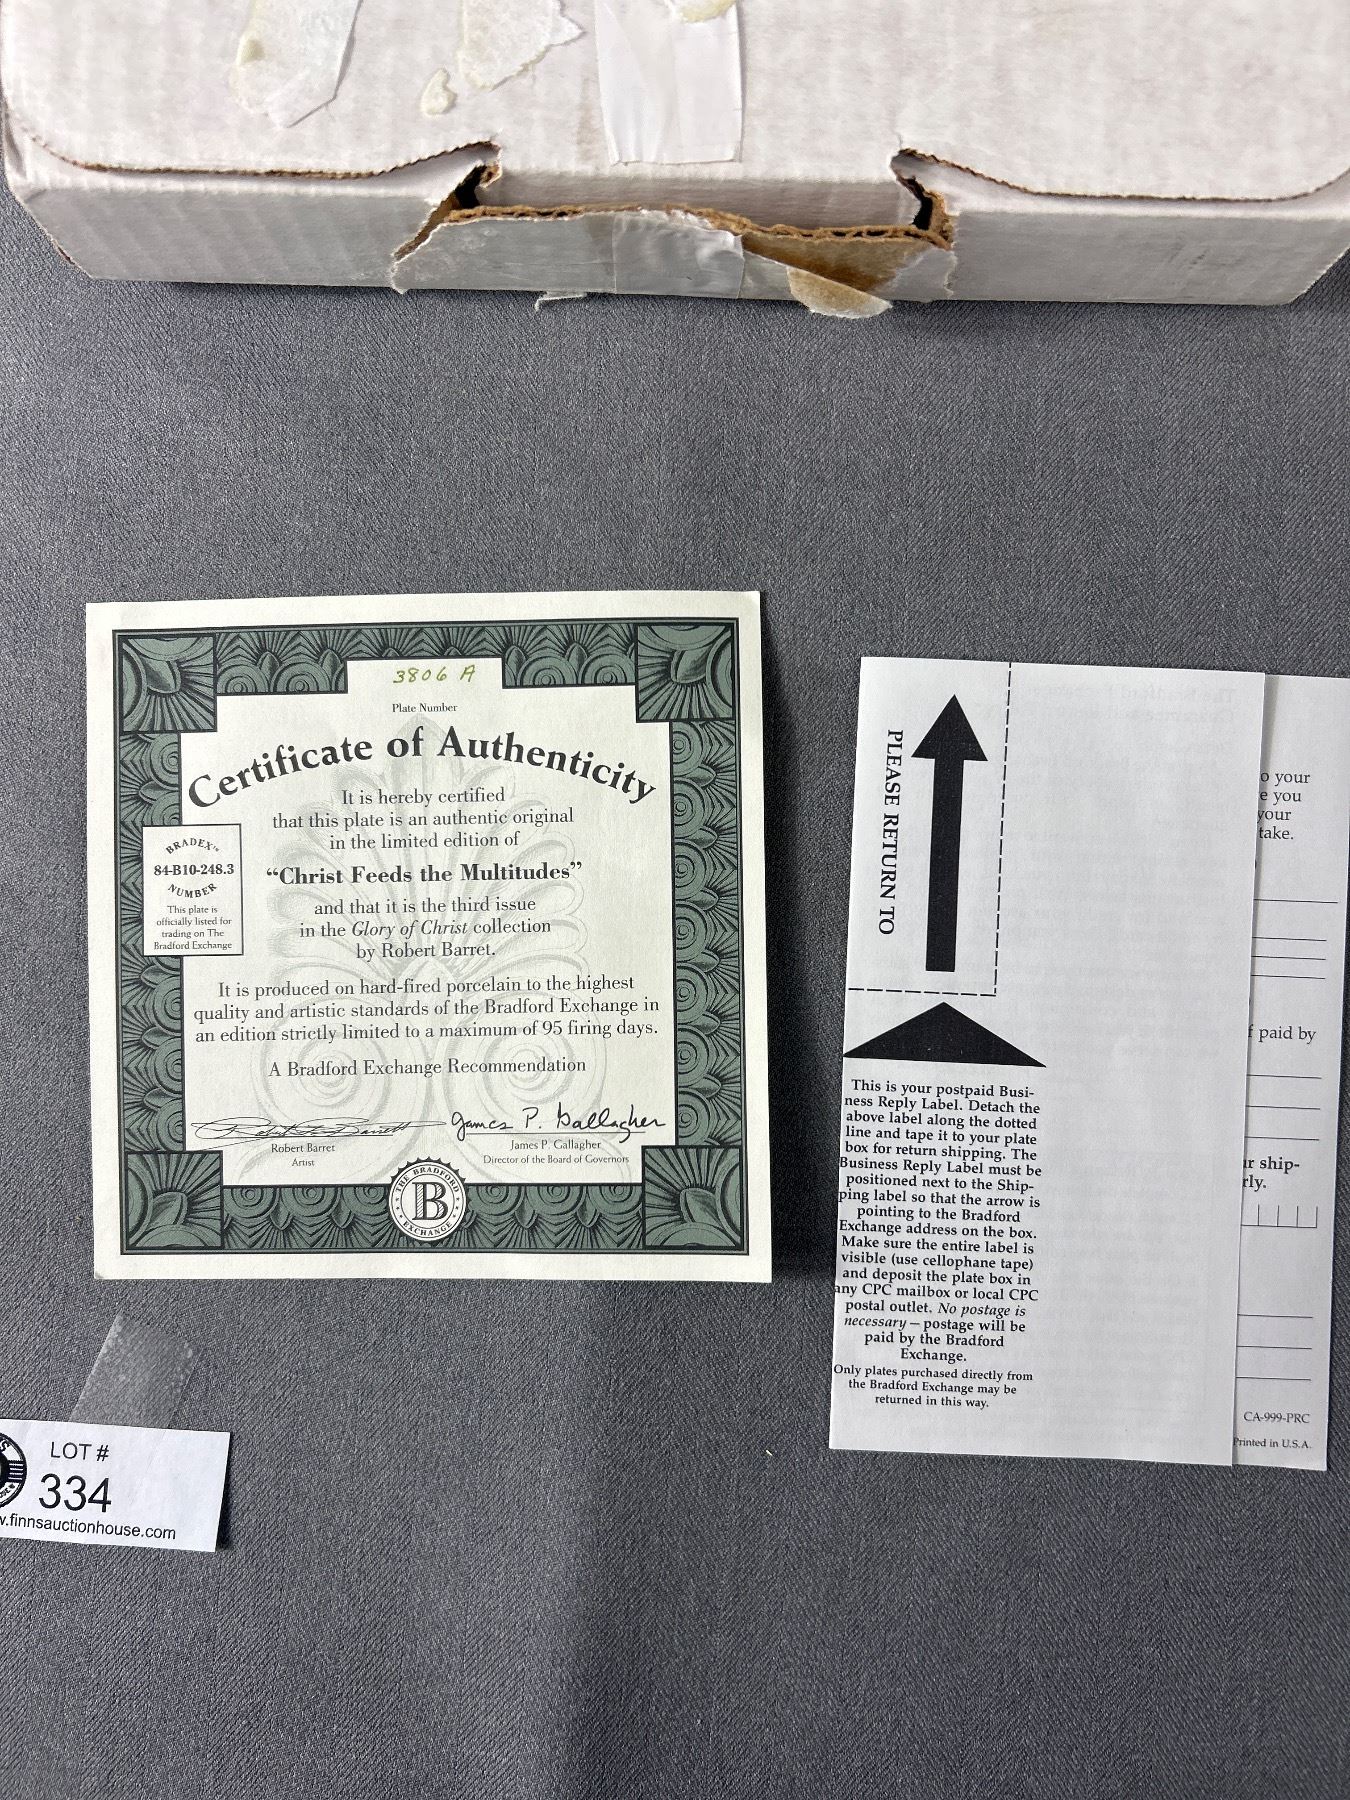 3806 A
Plate Number
Certificate of Authenticity
It is hereby certified
that this plate is an authentic original
in the limited edition of
“Christ Feeds the Multitudes”
and that it is the third issue
in the Glory of Christ collection
by Robert Barret.
It is produced on hard-fired porcelain to the highest
quality and artistic standards of the Bradford Exchange in
an edition strictly limited to a maximum of 95 firing days.
A Bradford Exchange Recommendation
BRADEX™
84-B10-248.3
NUMBER
This plate is
officially listed for
trading on The
Bradford Exchange
James P. Gallagher
Robert Barret
Artist
James P. Gallagher
Director of the Board of Governors
THE BRADFORD
B
EXCHANGE
PLEASE RETURN TO
This is your postpaid Busi-
ness Reply Label. Detach the
above label along the dotted
line and tape it to your plate
box for return shipping. The
Business Reply Label must be
positioned next to the Ship-
ping label so that the arrow is
pointing to the Bradford
Exchange address on the box.
Make sure the entire label is
visible (use cellophane tape)
and deposit the plate box in
any CPC mailbox or local CPC
postal outlet. No postage is
necessary — postage will be
paid by the Bradford
Exchange.
Only plates purchased directly from
the Bradford Exchange may be
returned in this way.
o your
e you
your
take.
f paid by
ur ship-
rly.
CA-999-PRC
Printed in U.S.A.
LOT #
334
w.finnsauctionhouse.com